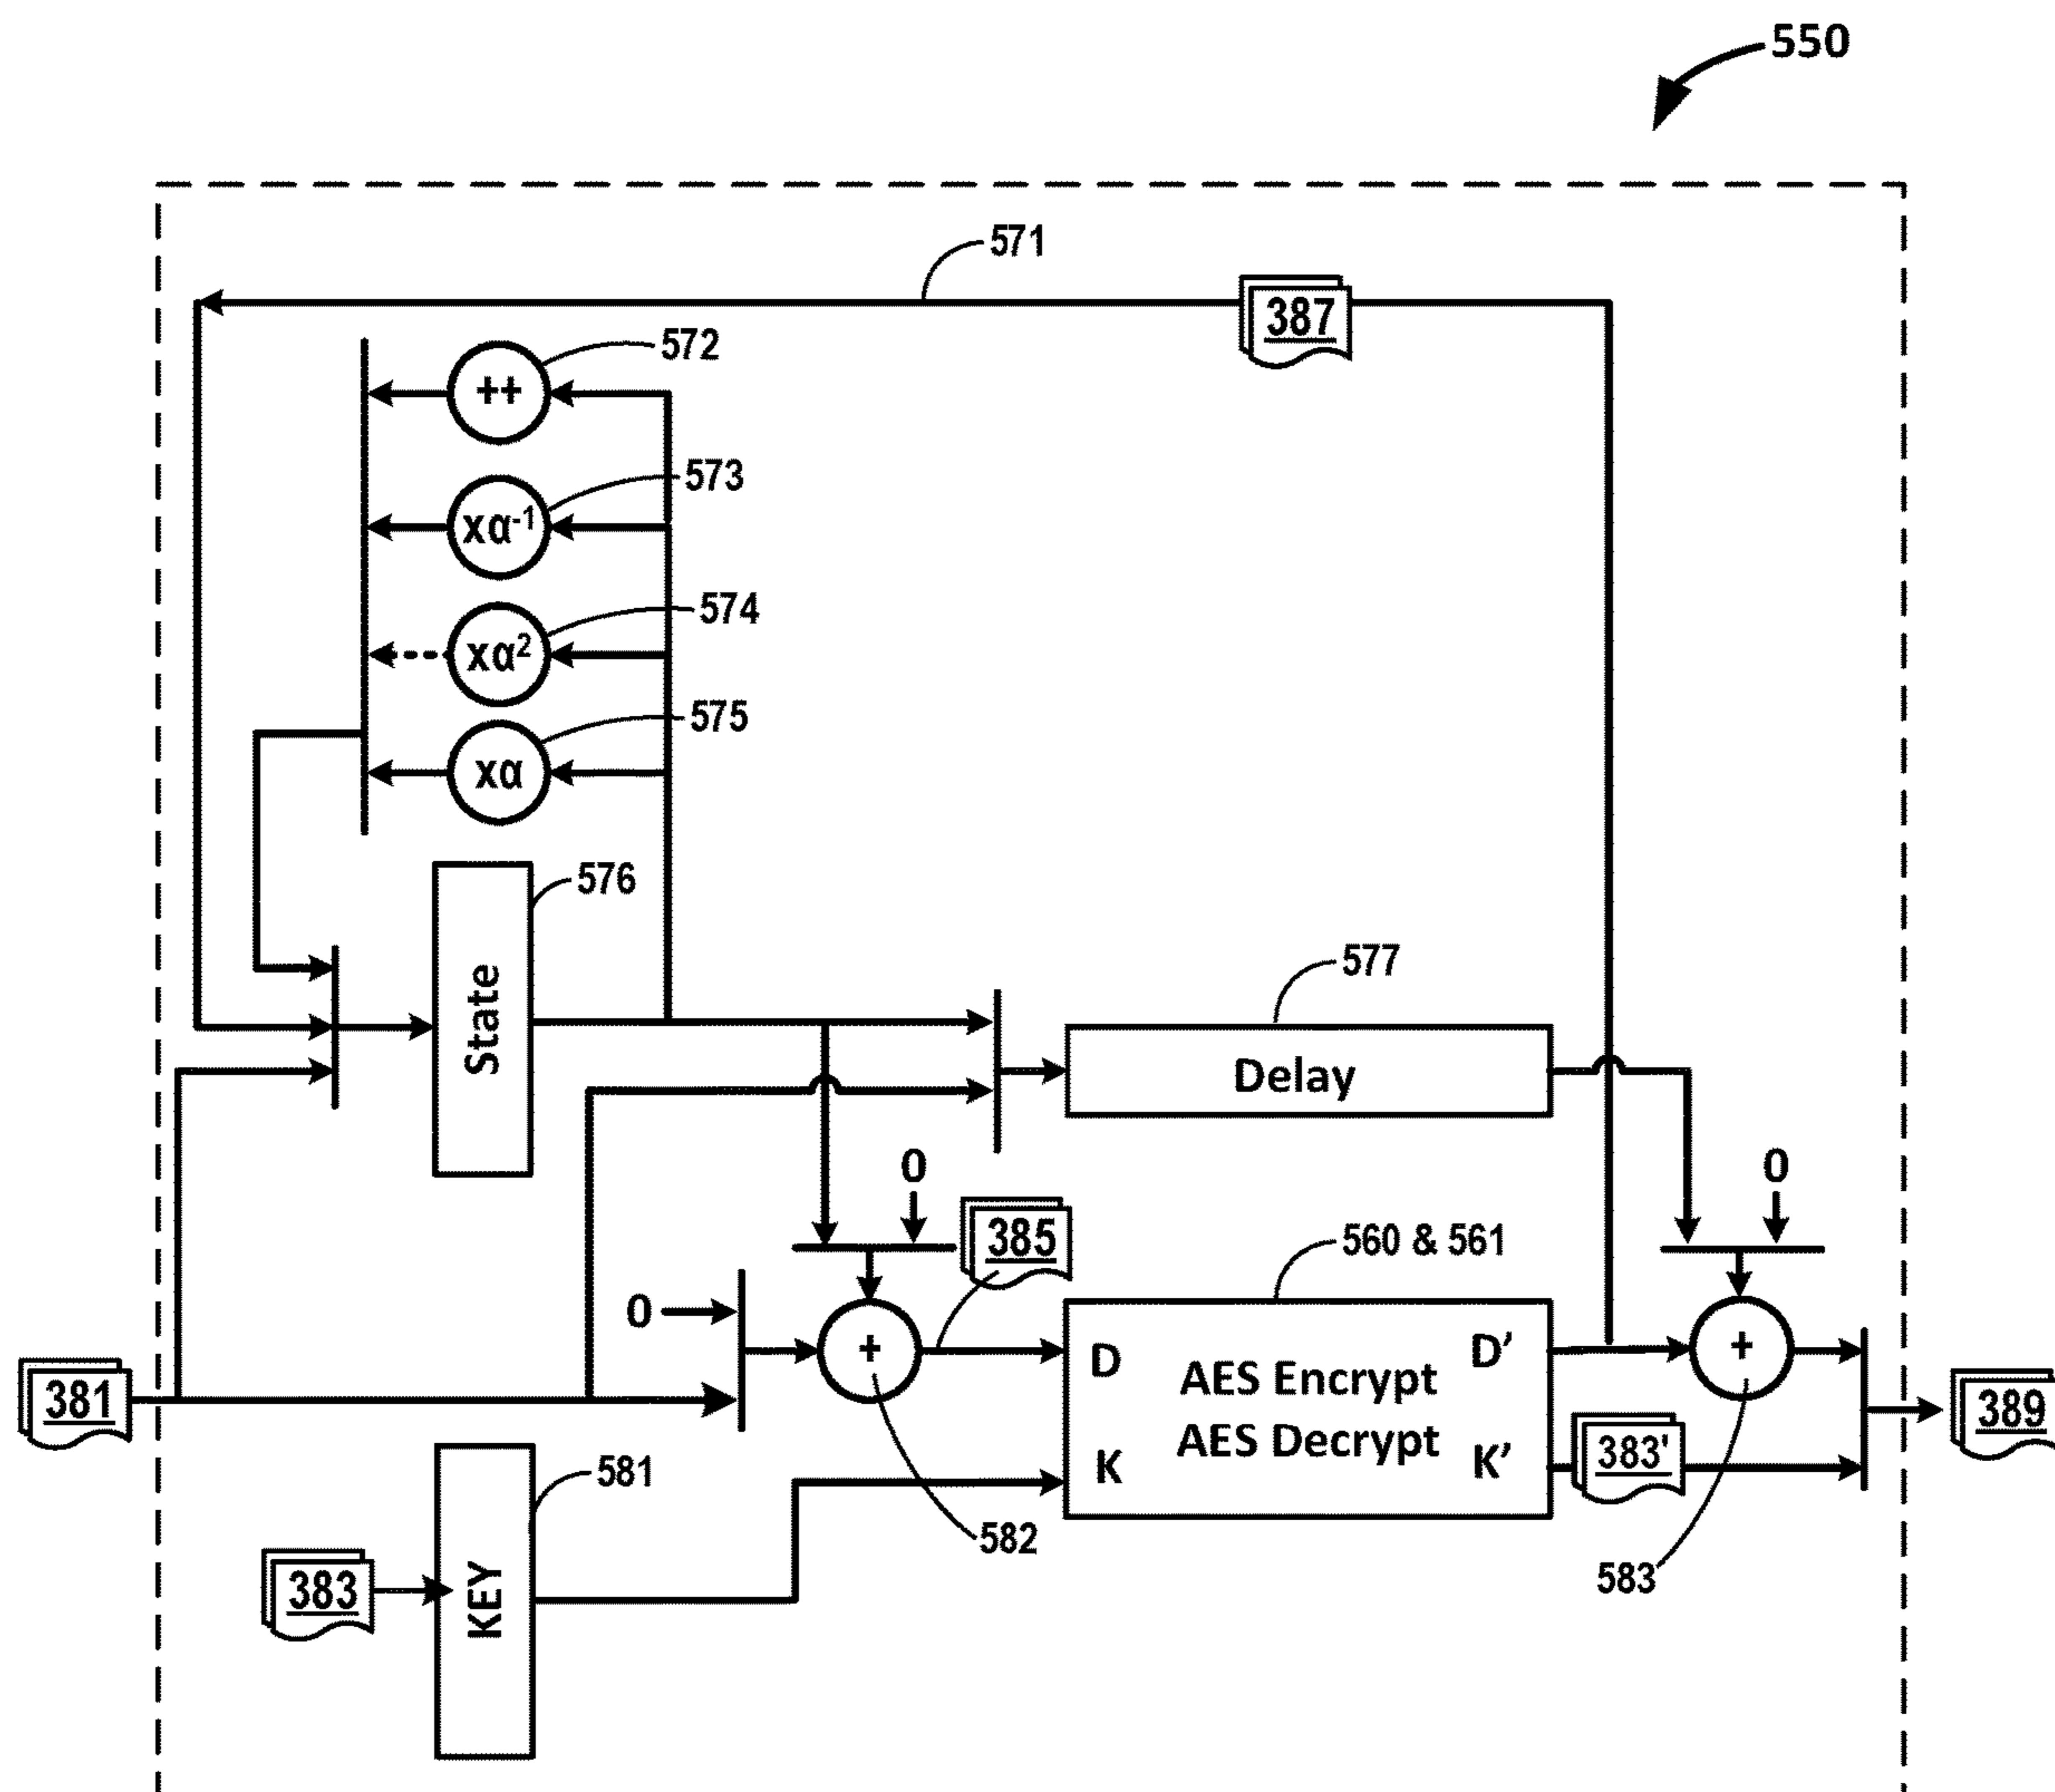 550
571
387
572
++
573
xα⁻¹
574
xα²
575
xα
576
State
577
Delay
0
0
385
560 & 561
0
+
D
AES Encrypt
D'
+
381
AES Decrypt
389
K
K'
383'
581
582
383
KEY
583